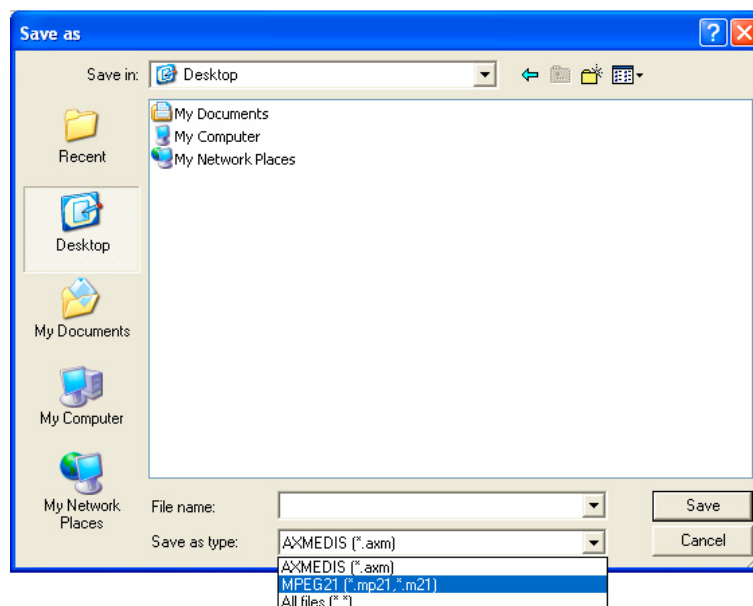 Save as
Save in: Desktop
My Documents
My Computer
My Network Places
Recent
Desktop
My Documents
My Computer
My Network
Places
File name:
Save
Save as type: AXMEDIS (*.axm)
Cancel
AXMEDIS (*.axm)
MPEG21 (*.mp21,*.m21)
All files (*.*)